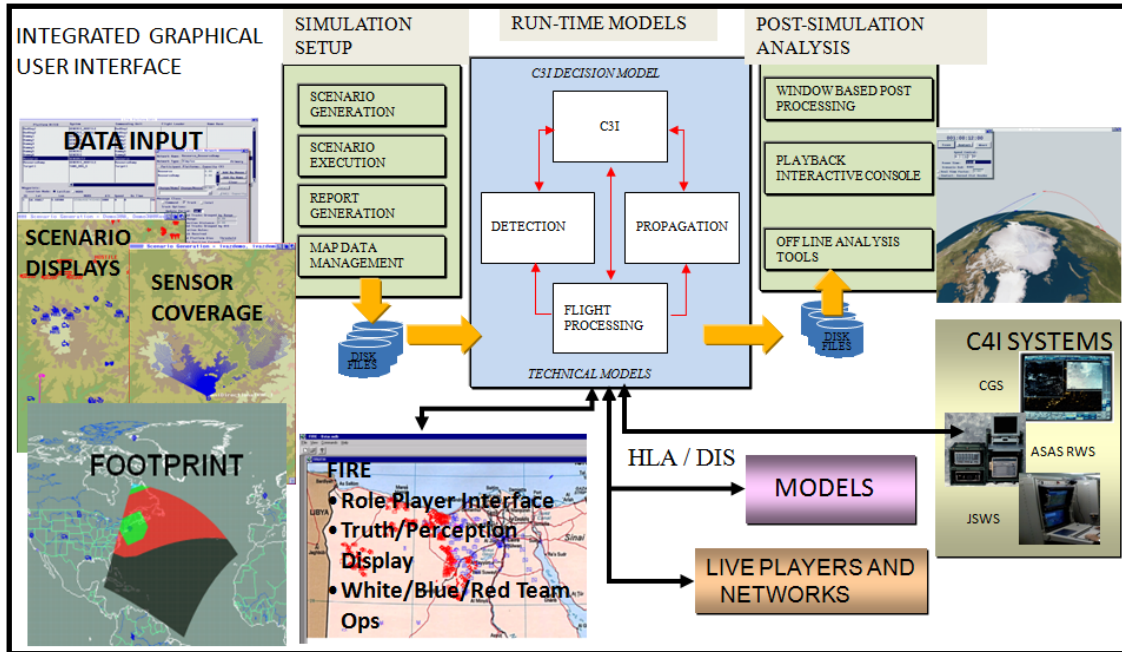 INTEGRATED GRAPHICAL
USER INTERFACE
SIMULATION
SETUP
RUN-TIME MODELS
POST-SIMULATION
ANALYSIS
DATA INPUT
SCENARIO
DISPLAYS
SENSOR
COVERAGE
FOOTPRINT
SCENARIO
GENERATION
SCENARIO
EXECUTION
REPORT
GENERATION
MAP DATA
MANAGEMENT
DISK
FILES
C3I DECISION MODEL
C3I
DETECTION
PROPAGATION
FLIGHT
PROCESSING
TECHNICAL MODELS
WINDOW BASED POST
PROCESSING
PLAYBACK
INTERACTIVE CONSOLE
OFF LINE ANALYSIS
TOOLS
DISK
FILES
C4I SYSTEMS
CGS
ASAS RWS
JSWS
FIRE
• Role Player Interface
• Truth/Perception
Display
• White/Blue/Red Team
Ops
LIBYA
Sinai
HLA / DIS
MODELS
LIVE PLAYERS AND
NETWORKS